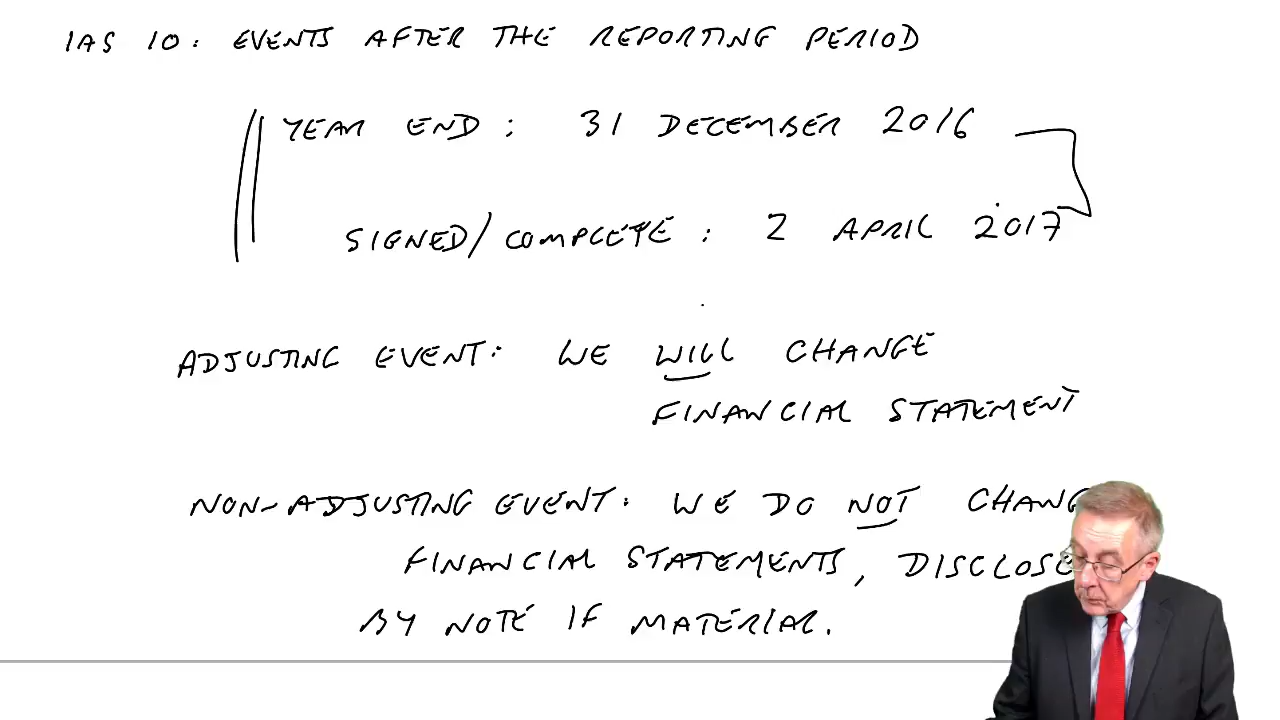 IAS 10: EVENTS AFTER THE REPORTING PERIOD
YEAR END: 31 DECEMBER 2016
SIGNED/COMPLETE: 2 APRIL 2017
ADJUSTING EVENT: WE WILL CHANGE
FINANCIAL STATEMENT
NON-ADJUSTING EVENT: WE DO NOT CHANG
FINANCIAL STATEMENTS, DISCLOSE
BY NOTE IF MATERIAL.